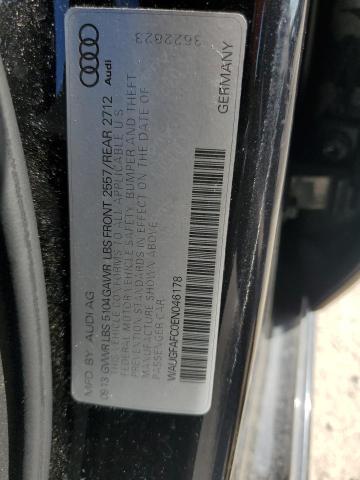 MFD BY: AUDI AG
09.13 GVWR LBS 5104 GAWR LBS FRONT 2557/REAR 2712
THIS VEHICLE CONFORMS TO ALL APPLICABLE U.S
FEDERAL MOTOR VEHICLE SAFETY, BUMPER AND THEFT
PREVENTION STANDARDS IN EFFECT ON THE DATE OF
MANUFACTURE SHOWN ABOVE.
PASSENGER CAR
WAUGFAFC0EN046178
Audi
GERMANY